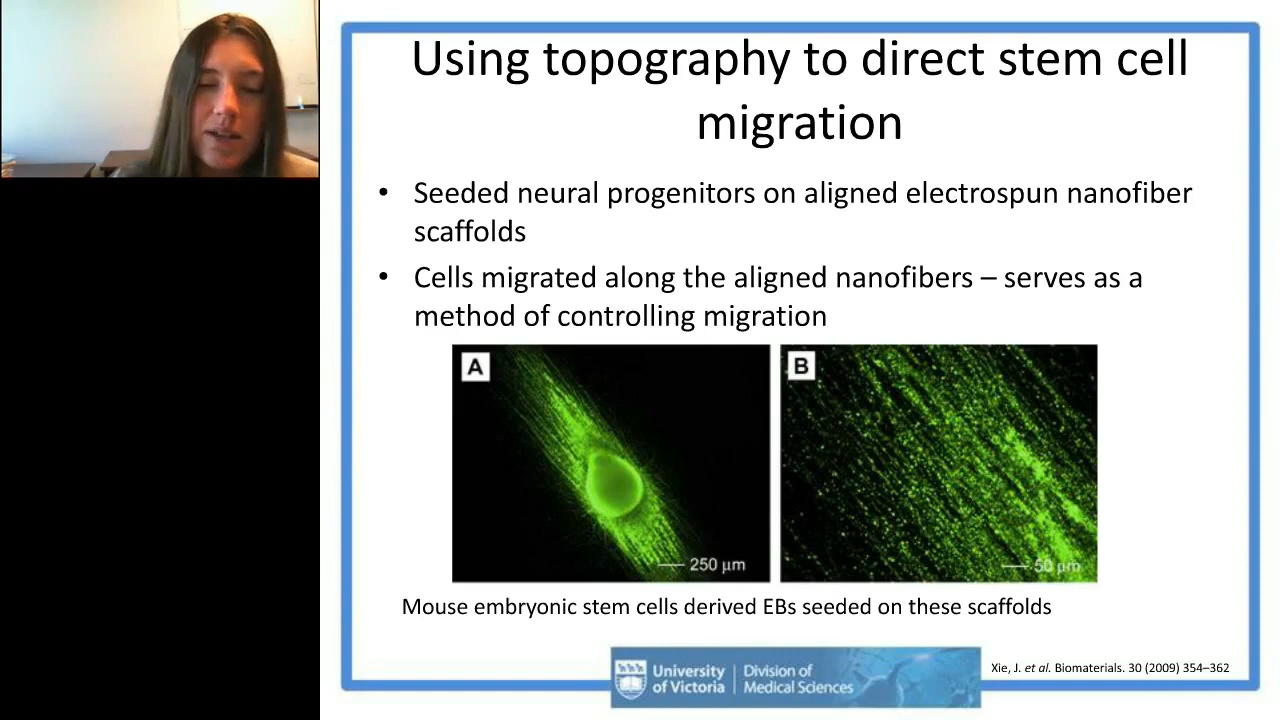 Using topography to direct stem cell
migration
• Seeded neural progenitors on aligned electrospun nanofiber
scaffolds
• Cells migrated along the aligned nanofibers – serves as a
method of controlling migration
A
B
250 μm
50 μm
Mouse embryonic stem cells derived EBs seeded on these scaffolds
University
of Victoria
Division of
Medical Sciences
Xie, J. et al. Biomaterials. 30 (2009) 354–362